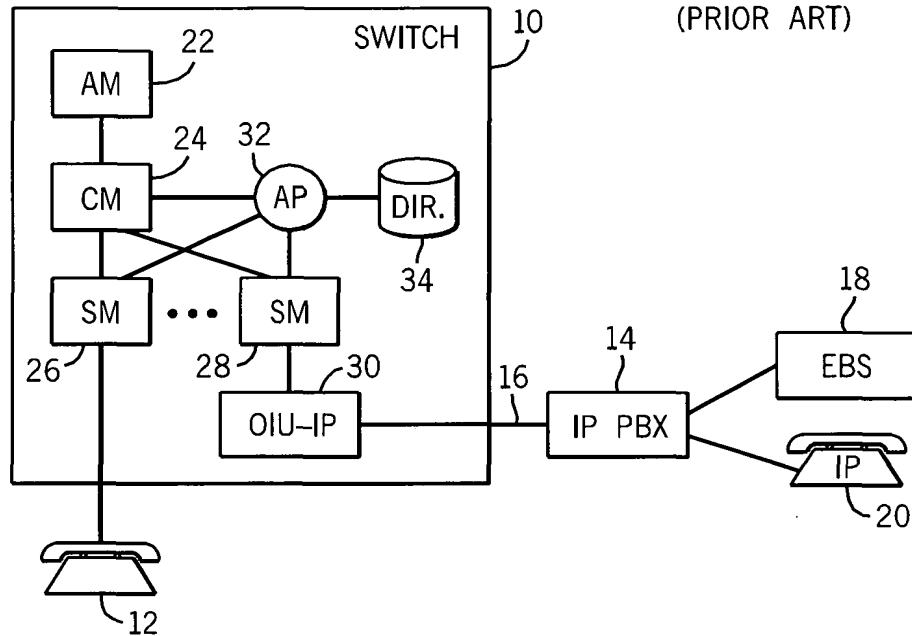 (PRIOR ART)
SWITCH
10
AM
22
CM
24
32
AP
DIR.
34
SM
26
SM
28
30
OIU–IP
16
14
IP PBX
18
EBS
IP
20
12